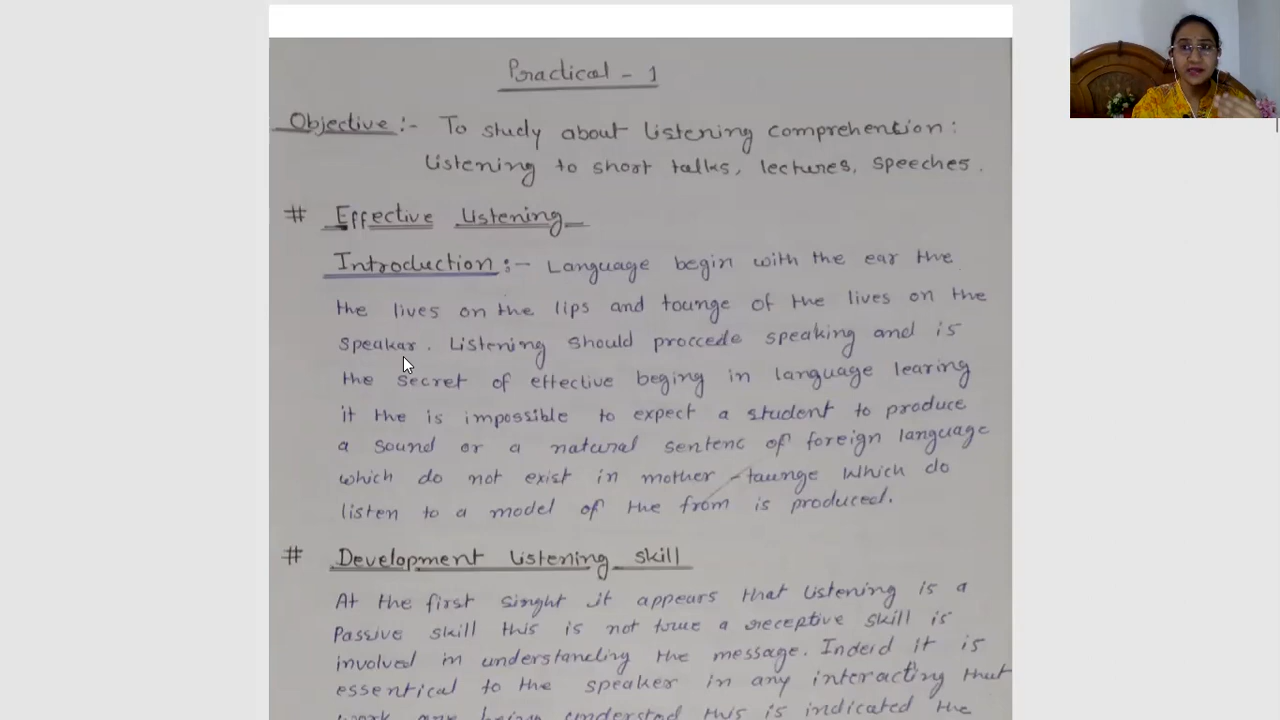 Practical - 1
Objective :- To study about Listening comprehention:
Listening to short talks, lectures, speeches.
# Effective Listening
Introduction :- Language begin with the ear the
the lives on the lips and tounge of the lives on the
speakar. Listening should proccede speaking and is
the secret of effective beging in language learing
it the is impossible to expect a student to produce
a sound or a natural sentenc of foreign language
which do not exist in mother - taunge which do
listen to a model of the from is produced.
# Development Listening skill
At the first singht it appears that Listening is a
Passive skill this is not true a receptive skill is
involved in understanding the message. Indeid it is
essentical to the speaker in any interacting that
this is indicated the